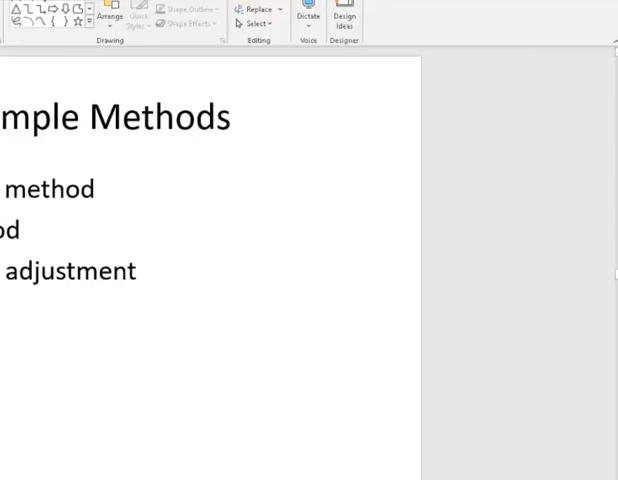 Replace
Arrange
Quick
Styles
Shape Outline
Shape Effects
Select
Dictate
Design
Ideas
Drawing
Editing
Voice
Designer
mple Methods
method
od
adjustment